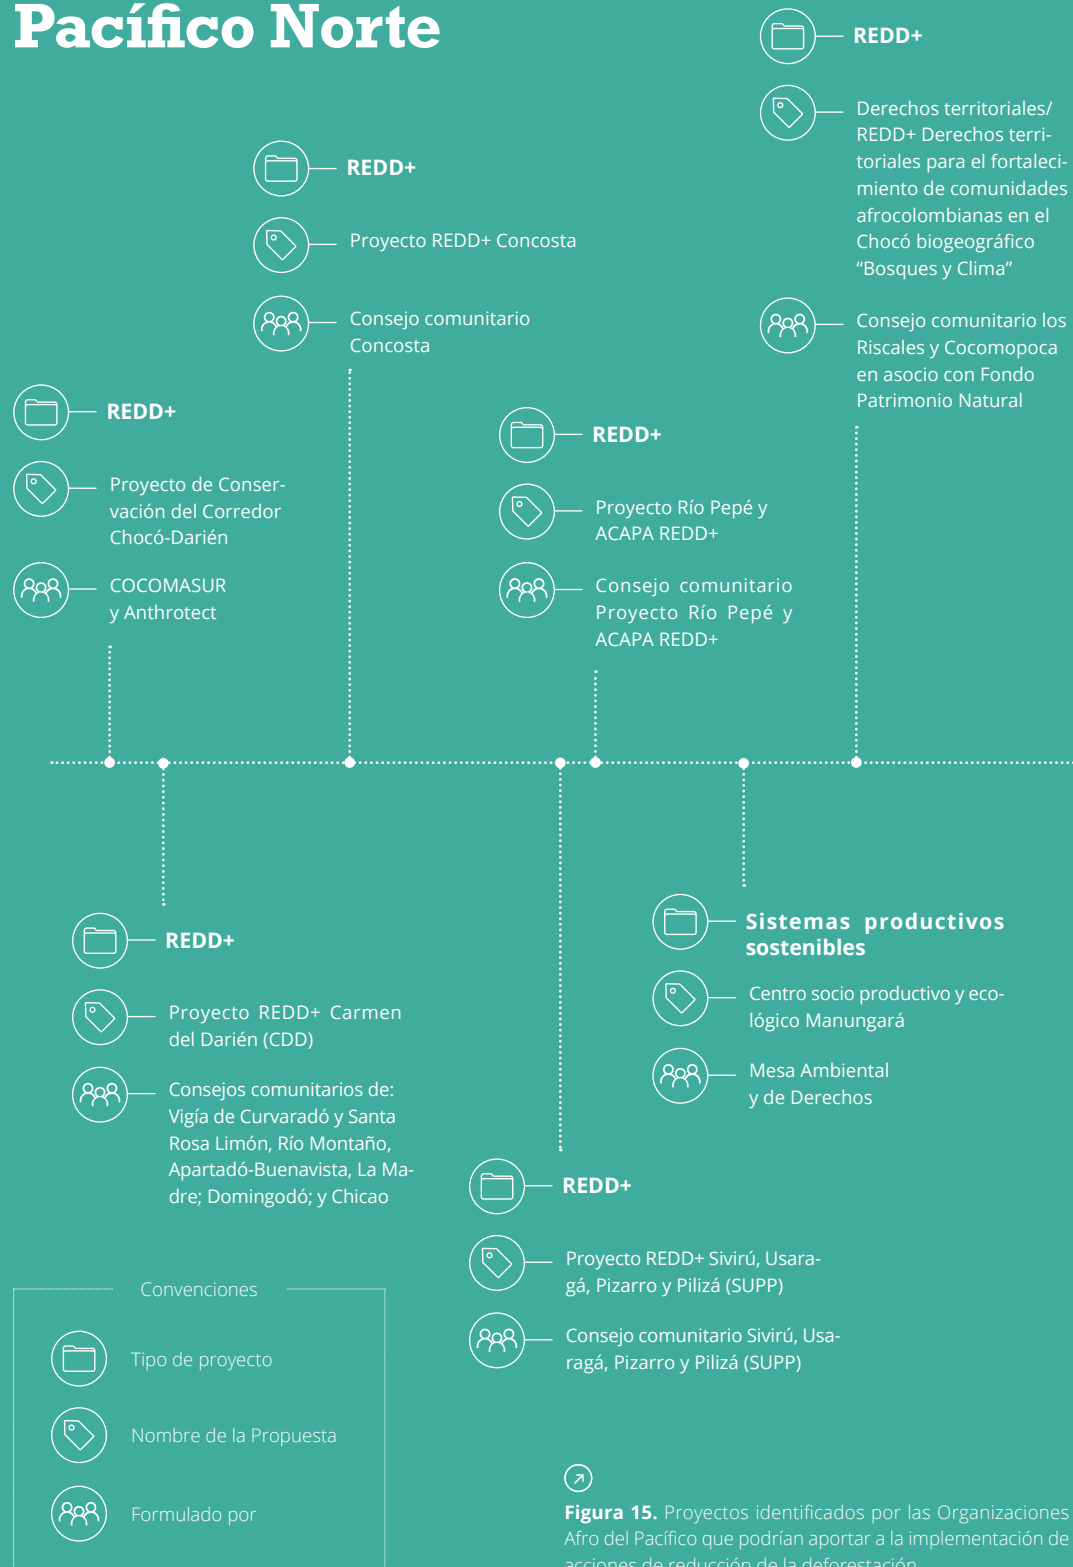 Pacífico Norte
REDD+
Proyecto de Conser-
vación del Corredor
Chocó-Darién
COCOMASUR
y Anthrotect
REDD+
Proyecto REDD+ Concosta
Consejo comunitario
Concosta
REDD+
Proyecto Río Pepé y
ACAPA REDD+
Consejo comunitario
Proyecto Río Pepé y
ACAPA REDD+
REDD+
Derechos territoriales/
REDD+ Derechos terri-
toriales para el fortaleci-
miento de comunidades
afrocolombianas en el
Chocó biogeográfico
“Bosques y Clima”
Consejo comunitario los
Riscales y Cocomopoca
en asocio con Fondo
Patrimonio Natural
REDD+
Proyecto REDD+ Carmen
del Darién (CDD)
Consejos comunitarios de:
Vigía de Curvaradó y Santa
Rosa Limón, Río Montaño,
Apartadó-Buenavista, La Ma-
dre; Domingodó; y Chicao
REDD+
Proyecto REDD+ Sivirú, Usara-
gá, Pizarro y Pilizá (SUPP)
Consejo comunitario Sivirú, Usa-
ragá, Pizarro y Pilizá (SUPP)
Sistemas productivos
sostenibles
Centro socio productivo y eco-
lógico Manungará
Mesa Ambiental
y de Derechos
Convenciones
Tipo de proyecto
Nombre de la Propuesta
Formulado por
Figura 15. Proyectos identificados por las Organizaciones
Afro del Pacífico que podrían aportar a la implementación de
acciones de reducción de la deforestación